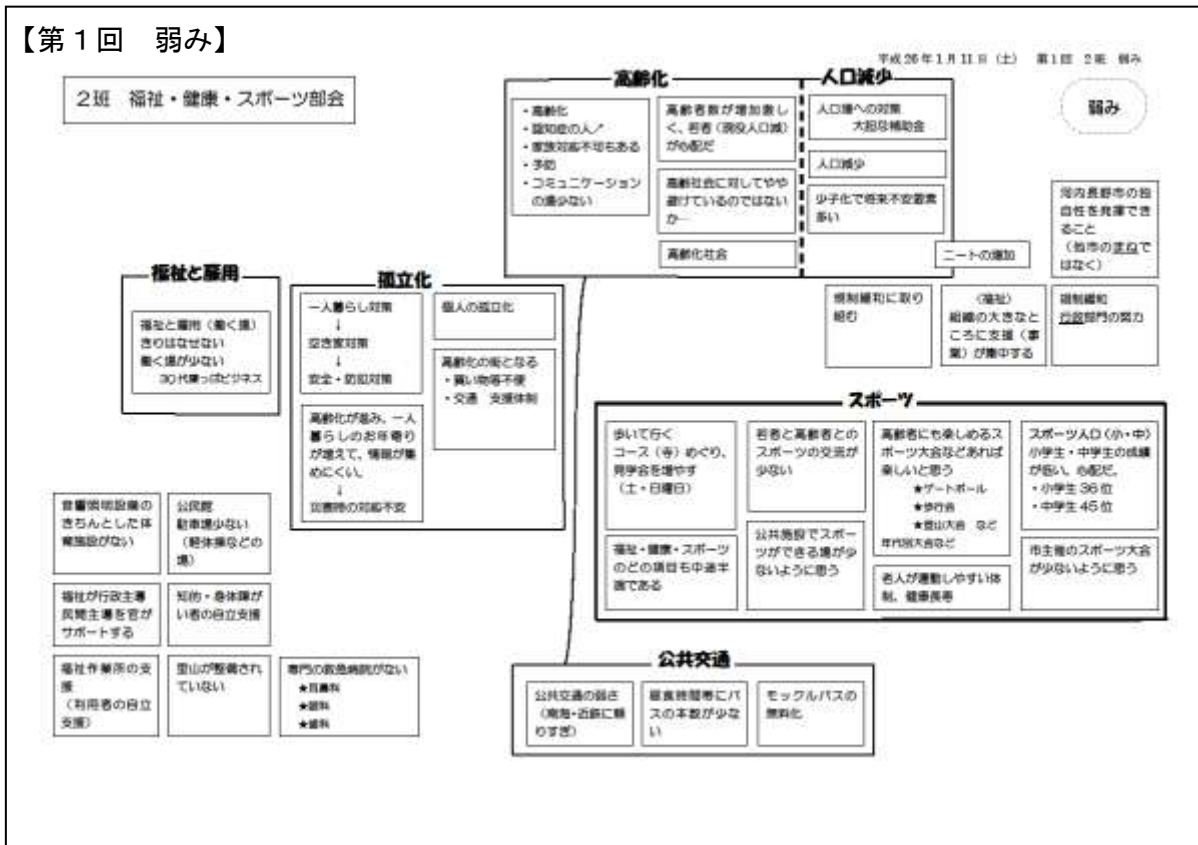 【第1回　弱み】
平成26年1月11日（土）　第1回　2班　弱み
2班　福祉・健康・スポーツ部会
弱み
高齢化
・高齢化
・認知症の人↗
・家族対応不可もある
・予防
・コミュニケーション
の場少ない
高齢者数が増加激し
く、若者（現役人口減）
が心配だ
高齢社会に対してやや
避けているのではない
か…
高齢化社会
人口減少
人口増への対策
大胆な補助金
人口減少
少子化で将来不安要素
多い
ニートの増加
河内長野市の独
自性を発揮でき
ること
（他市のまねで
はなく）
規制緩和に取り
組む
（福祉）
組織の大きなと
ころに支援（事
業）が集中する
規制緩和
行政部門の努力
福祉と雇用
福祉と雇用（働く場）
きりはなせない
働く場が少ない
30代葉っぱビジネス
孤立化
一人暮らし対策
↓
空き家対策
↓
安全・防犯対策
個人の孤立化
高齢化の街となる
・買い物等不便
・交通　支援体制
高齢化が進み、一人
暮らしのお年寄り
が増えて、情報が集
めにくい。
↓
災害時の対応不安
スポーツ
歩いて行く
コース（寺）めぐり、
見学会を増やす
（土・日曜日）
若者と高齢者との
スポーツの交流が
少ない
高齢者にも楽しめるス
ポーツ大会などあれば
楽しいと思う
★ゲートボール
★歩行会
★登山大会　など
年代別大会など
スポーツ人口（小・中）
小学生・中学生の成績
が低い。心配だ。
・小学生36位
・中学生45位
福祉・健康・スポーツ
のどの項目も中途半
端である
公共施設でスポー
ツができる場が少
ないように思う
老人が運動しやすい体
制、健康長寿
市主催のスポーツ大会
が少ないように思う
音響照明設備の
きちんとした体
育施設がない
公民館
駐車場少ない
（軽体操などの
場）
福祉が行政主導
民間主導を官が
サポートする
知的・身体障が
い者の自立支援
福祉作業所の支
援
（利用者の自立
支援）
里山が整備され
ていない
専門の救急病院がない
★耳鼻科
★眼科
★歯科
公共交通
公共交通の弱さ
（南海・近鉄に頼
りすぎ）
昼食時間帯にバ
スの本数が少な
い
モックルバスの
無料化